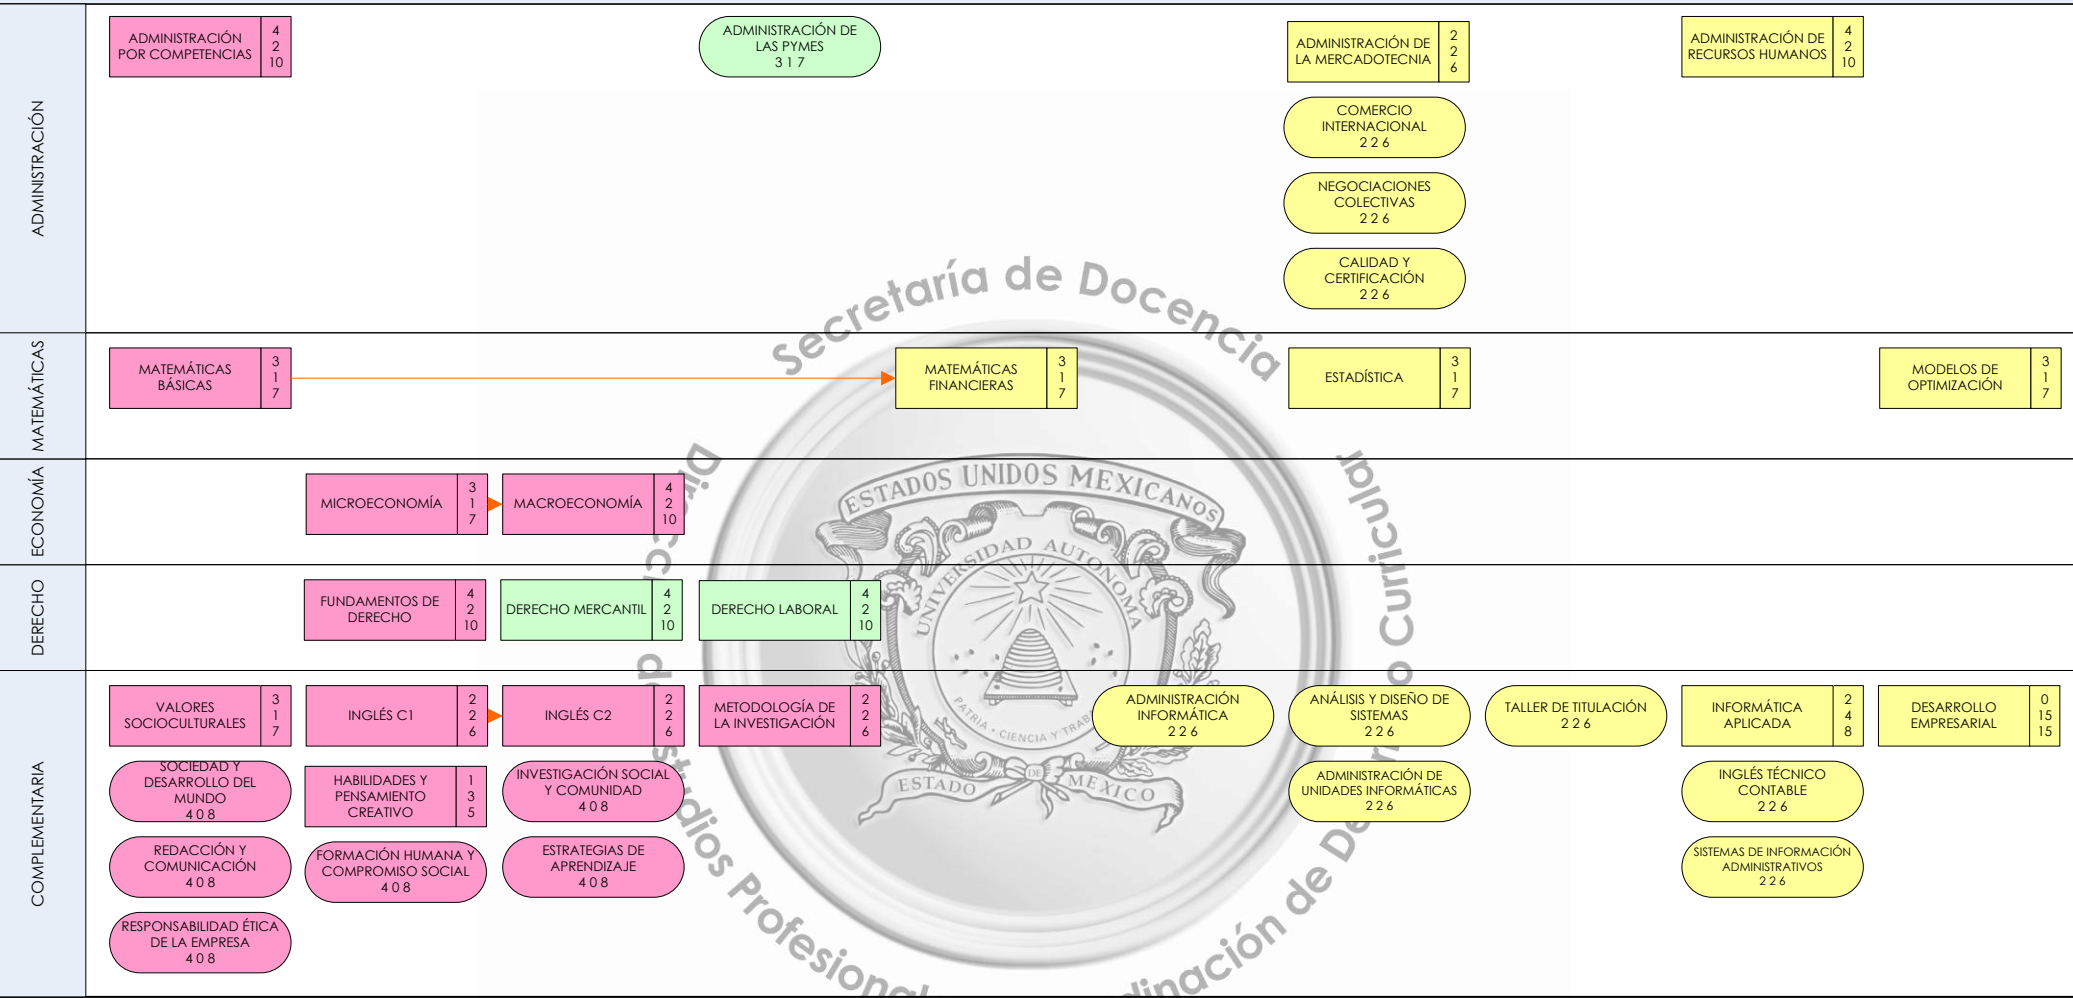 ADMINISTRACIÓN
ADMINISTRACIÓN
POR COMPETENCIAS
4
2
10
ADMINISTRACIÓN DE
LAS PYMES
3 1 7
ADMINISTRACIÓN DE
LA MERCADOTECNIA
2
2
6
ADMINISTRACIÓN DE
RECURSOS HUMANOS
4
2
10
COMERCIO
INTERNACIONAL
2 2 6
NEGOCIACIONES
COLECTIVAS
2 2 6
CALIDAD Y
CERTIFICACIÓN
2 2 6
MATEMÁTICAS
MATEMÁTICAS
BÁSICAS
3
1
7
MATEMÁTICAS
FINANCIERAS
3
1
7
ESTADÍSTICA
3
1
7
MODELOS DE
OPTIMIZACIÓN
3
1
7
ECONOMÍA
MICROECONOMÍA
3
1
7
MACROECONOMÍA
4
2
10
DERECHO
FUNDAMENTOS DE
DERECHO
4
2
10
DERECHO MERCANTIL
4
2
10
DERECHO LABORAL
4
2
10
COMPLEMENTARIA
VALORES
SOCIOCULTURALES
3
1
7
INGLÉS C1
2
2
6
INGLÉS C2
2
2
6
METODOLOGÍA DE
LA INVESTIGACIÓN
2
2
6
ADMINISTRACIÓN
INFORMÁTICA
2 2 6
ANÁLISIS Y DISEÑO DE
SISTEMAS
2 2 6
TALLER DE TITULACIÓN
2 2 6
INFORMÁTICA
APLICADA
2
4
8
DESARROLLO
EMPRESARIAL
0
15
15
SOCIEDAD Y
DESARROLLO DEL
MUNDO
4 0 8
HABILIDADES Y
PENSAMIENTO
CREATIVO
1
3
5
INVESTIGACIÓN SOCIAL
Y COMUNIDAD
4 0 8
ADMINISTRACIÓN DE
UNIDADES INFORMÁTICAS
2 2 6
INGLÉS TÉCNICO
CONTABLE
2 2 6
REDACCIÓN Y
COMUNICACIÓN
4 0 8
FORMACIÓN HUMANA Y
COMPROMISO SOCIAL
4 0 8
ESTRATEGIAS DE
APRENDIZAJE
4 0 8
SISTEMAS DE INFORMACIÓN
ADMINISTRATIVOS
2 2 6
RESPONSABILIDAD ÉTICA
DE LA EMPRESA
4 0 8
Secretaría de Docencia
Curricular
ESTADOS UNIDOS MEXICANOS
UNIVERSIDAD AUTONOMA
PATRIA · CIENCIA Y
DE
ESTADO MEXICO